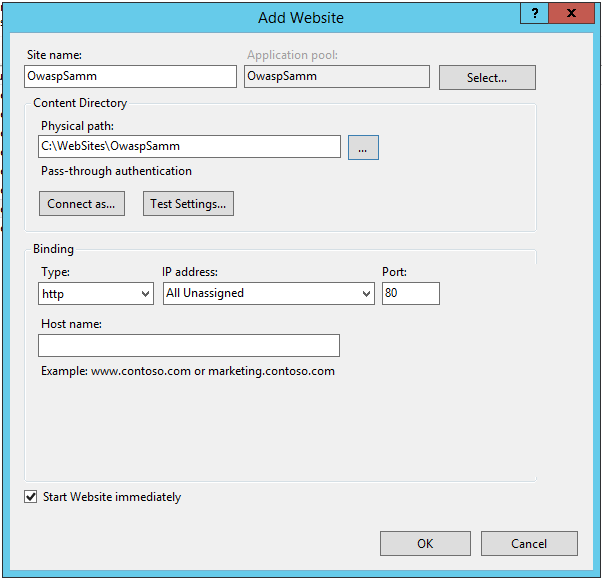 Add Website
?
x
Site name:
Application pool:
OwaspSamm
OwaspSamm
Select...
Content Directory
Physical path:
C:\WebSites\OwaspSamm
...
Pass-through authentication
Connect as...
Test Settings...
Binding
Type:
IP address:
Port:
http
All Unassigned
80
Host name:
Example: www.contoso.com or marketing.contoso.com
Start Website immediately
OK
Cancel